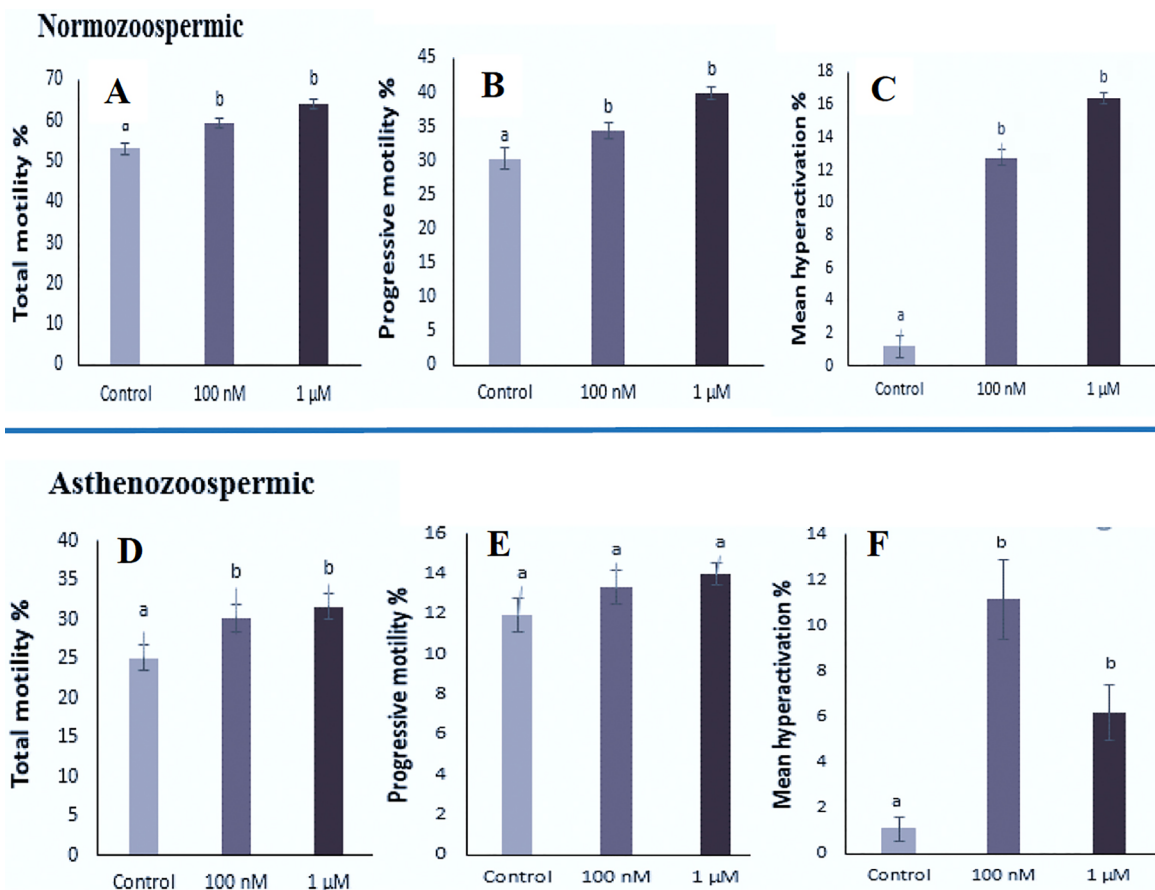 Normozoospermic
A
Total motility %
70
60
50
40
30
20
10
0
a
b
b
Control 100 nM 1 µM
B
Progressive motility %
45
40
35
30
25
20
15
10
5
0
a
b
b
Control 100 nM 1 µM
C
Mean hyperactivation %
18
16
14
12
10
8
6
4
2
0
a
b
b
Control 100 nM 1 µM
Asthenozoospermic
D
Total motility %
40
35
30
25
20
15
10
5
0
a
b
b
Control 100 nM 1 µM
E
Progressive motility %
16
14
12
10
8
6
4
2
0
a
a
a
Control 100 nM 1 µM
F
Mean hyperactivation %
14
12
10
8
6
4
2
0
a
b
b
Control 100 nM 1 µM